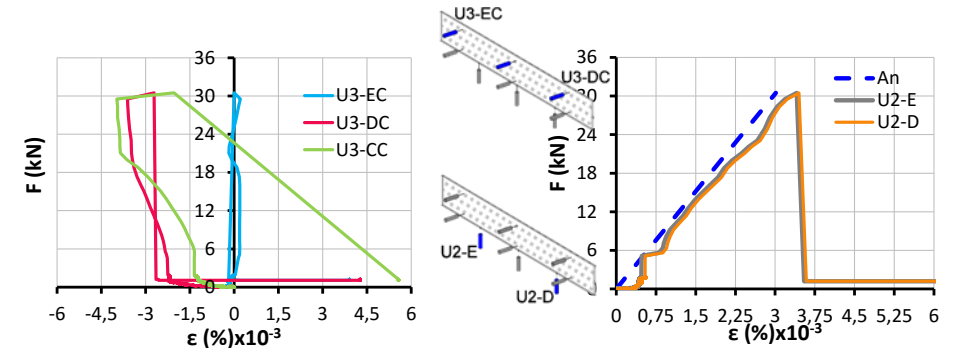 36
30
24
18
12
6
0
F (kN)
-6 -4,5 -3 -1,5 0 1,5 3 4,5 6
ε (%)x10-3
U3-EC
U3-DC
U3-CC
U3-EC
U3-DC
U2-E
U2-D
36
30
24
18
12
6
0
F (kN)
0 0,75 1,5 2,25 3 3,75 4,5 5,25 6
ε (%)x10-3
An
U2-E
U2-D